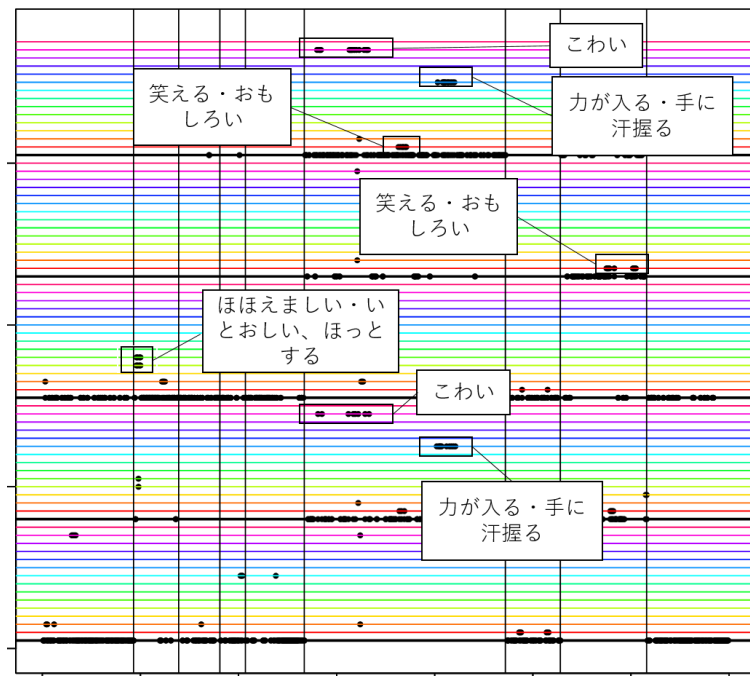 こわい
力が入る・手に
汗握る
笑える・おも
しろい
笑える・おも
しろい
ほほえましい・い
とおしい、ほっと
する
こわい
力が入る・手に
汗握る